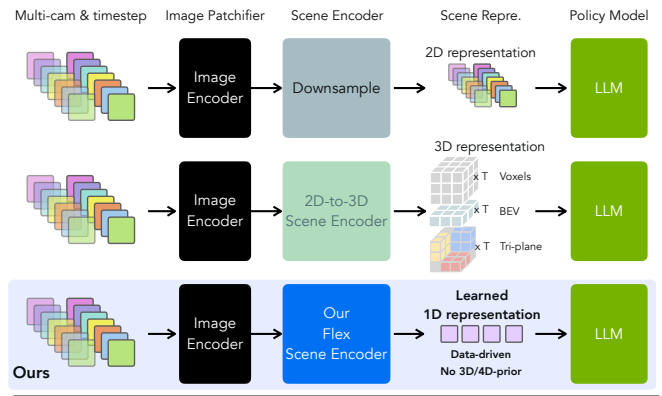 Multi-cam & timestep
Image Patchifier
Scene Encoder
Scene Repre.
Policy Model
Image
Encoder
Downsample
2D representation
LLM
Image
Encoder
2D-to-3D
Scene Encoder
3D representation
x T Voxels
x T BEV
x T Tri-plane
LLM
Ours
Image
Encoder
Our
Flex
Scene Encoder
Learned
1D representation
Data-driven
No 3D/4D-prior
LLM